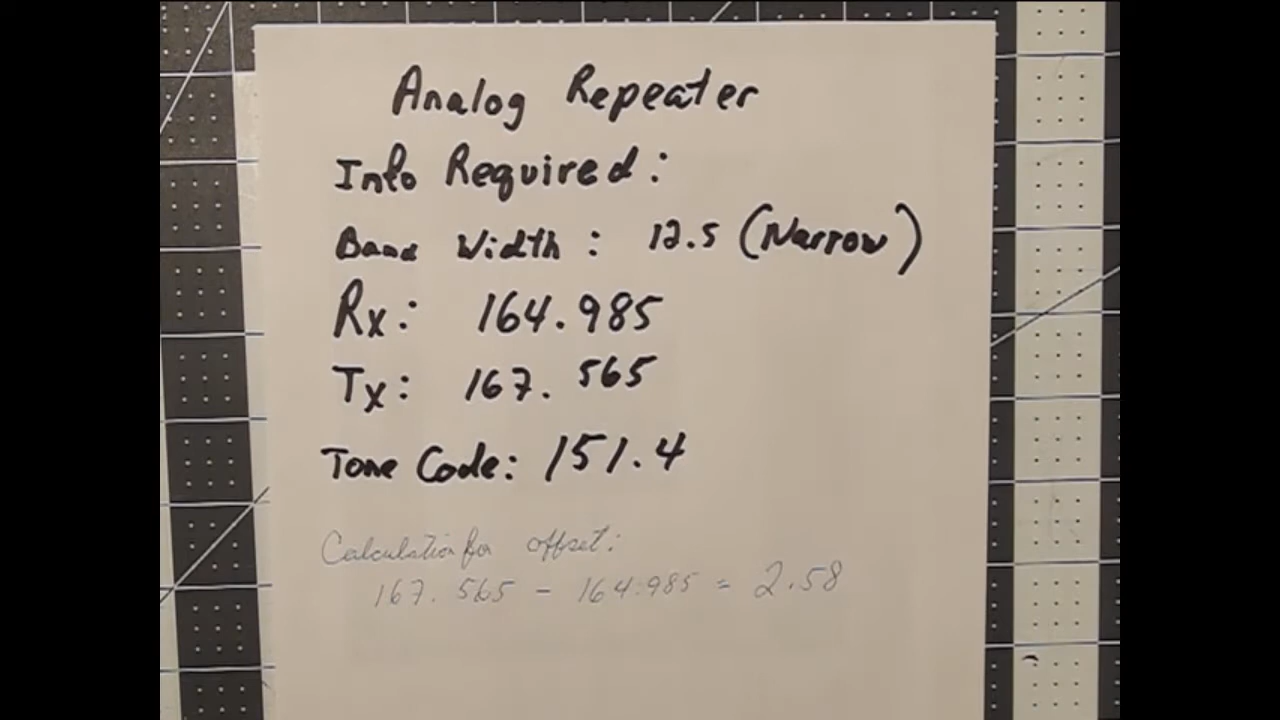 Analog Repeater
Info Required:
Band Width : 12.5 (Narrow)
Rx: 164.985
Tx: 167.565
Tone Code: 151.4
Calculation for offset:
167.565 - 164.985 = 2.58